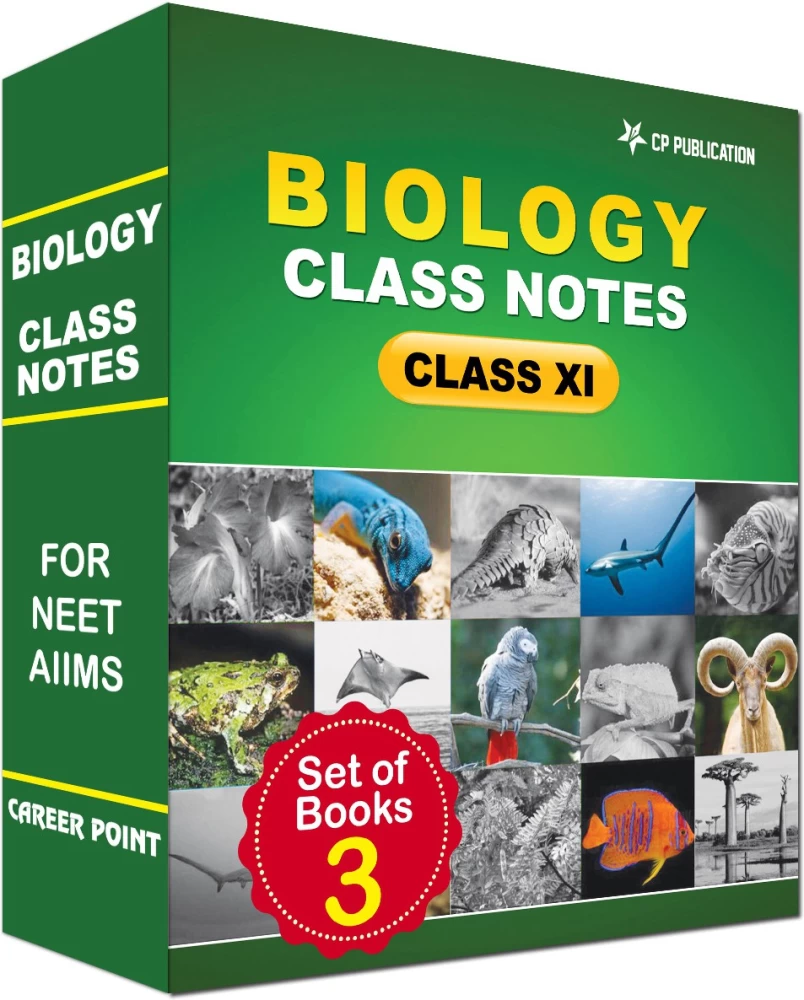 BIOLOGY
CLASS
NOTES
FOR
NEET
AIIMS
CAREER POINT
CP PUBLICATION
BIOLOGY
CLASS NOTES
CLASS XI
Set of
Books
3